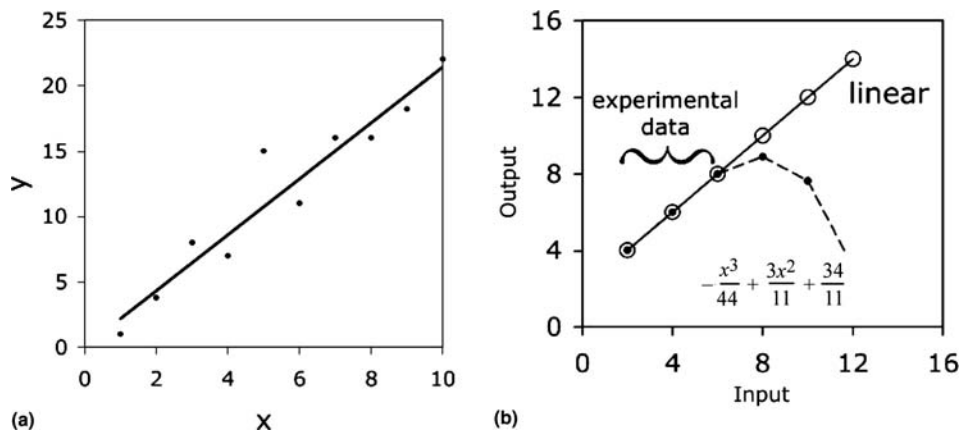 25
20
15
10
5
0
y
0 2 4 6 8 10
x
(a)
16
12
8
4
0
Output
experimental
data
linear
-x³/44 + 3x²/11 + 34/11
0 4 8 12 16
Input
(b)